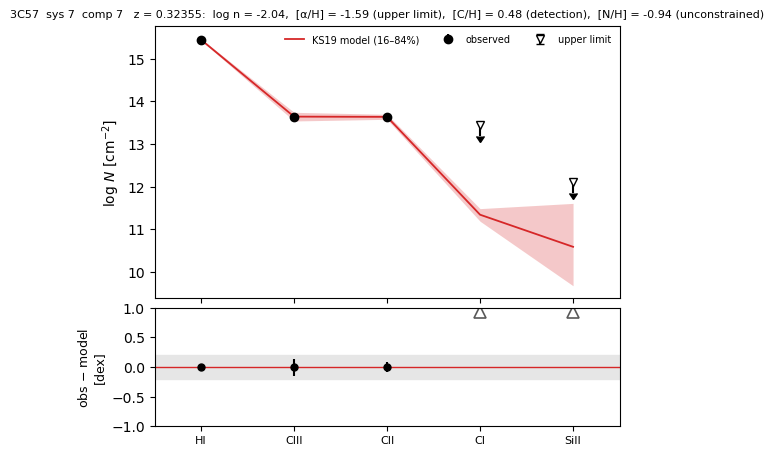 3C57  sys 7  comp 7   z = 0.32355:  log n = -2.04,  [α/H] = -1.59 (upper limit),  [C/H] = 0.48 (detection),  [N/H] = -0.94 (unconstrained)
KS19 model (16–84%)
observed
upper limit
log N [cm⁻²]
15
14
13
12
11
10
obs − model
[dex]
1.0
0.5
0.0
−0.5
−1.0
HI
CIII
CII
CI
SiII